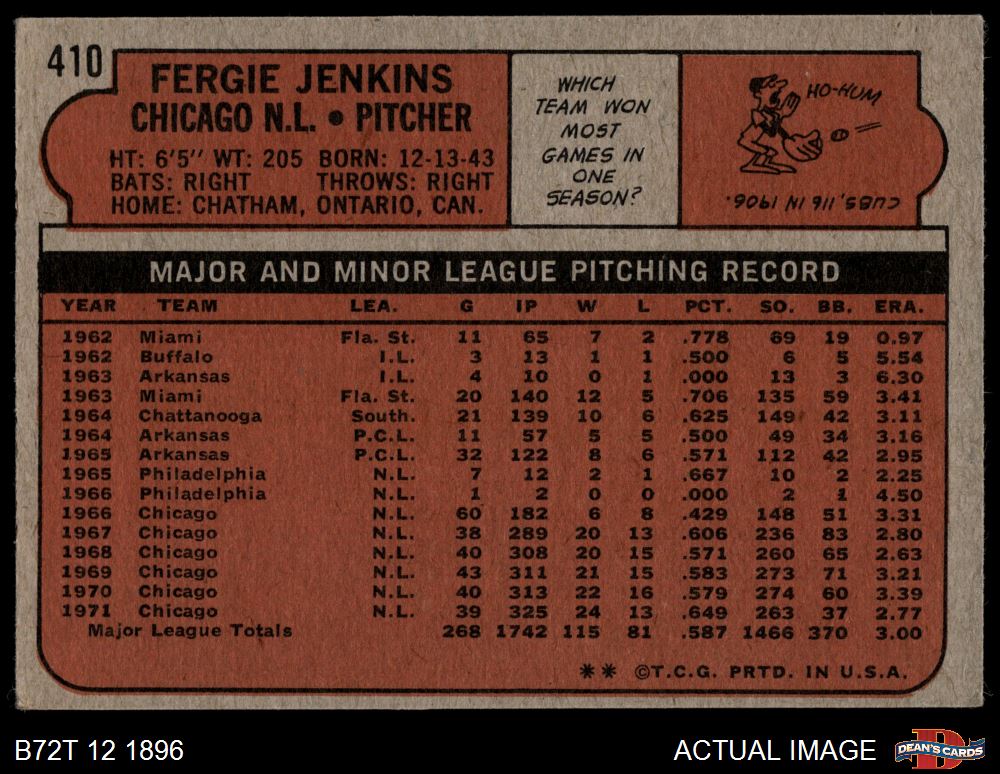 410
FERGIE JENKINS
CHICAGO N.L. • PITCHER
HT: 6'5" WT: 205 BORN: 12-13-43
BATS: RIGHT THROWS: RIGHT
HOME: CHATHAM, ONTARIO, CAN.
WHICH
TEAM WON
MOST
GAMES IN
ONE
SEASON?
HO-HUM
CUBS, 116 IN 1906.
MAJOR AND MINOR LEAGUE PITCHING RECORD
YEAR TEAM LEA. G IP W L PCT. SO. BB. ERA.
1962 Miami Fla. St. 11 65 7 2 .778 69 19 0.97
1962 Buffalo I.L. 3 13 1 1 .500 6 5 5.54
1963 Arkansas I.L. 4 10 0 1 .000 13 3 6.30
1963 Miami Fla. St. 20 140 12 5 .706 135 59 3.41
1964 Chattanooga South. 21 139 10 6 .625 149 42 3.11
1964 Arkansas P.C.L. 11 57 5 5 .500 49 34 3.16
1965 Arkansas P.C.L. 32 122 8 6 .571 112 42 2.95
1965 Philadelphia N.L. 7 12 2 1 .667 10 2 2.25
1966 Philadelphia N.L. 1 2 0 0 .000 2 1 4.50
1966 Chicago N.L. 60 182 6 8 .429 148 51 3.31
1967 Chicago N.L. 38 289 20 13 .606 236 83 2.80
1968 Chicago N.L. 40 308 20 15 .571 260 65 2.63
1969 Chicago N.L. 43 311 21 15 .583 273 71 3.21
1970 Chicago N.L. 40 313 22 16 .579 274 60 3.39
1971 Chicago N.L. 39 325 24 13 .649 263 37 2.77
Major League Totals 268 1742 115 81 .587 1466 370 3.00
** ©T.C.G. PRTD. IN U.S.A.
B72T 12 1896
ACTUAL IMAGE
DEAN'S CARDS